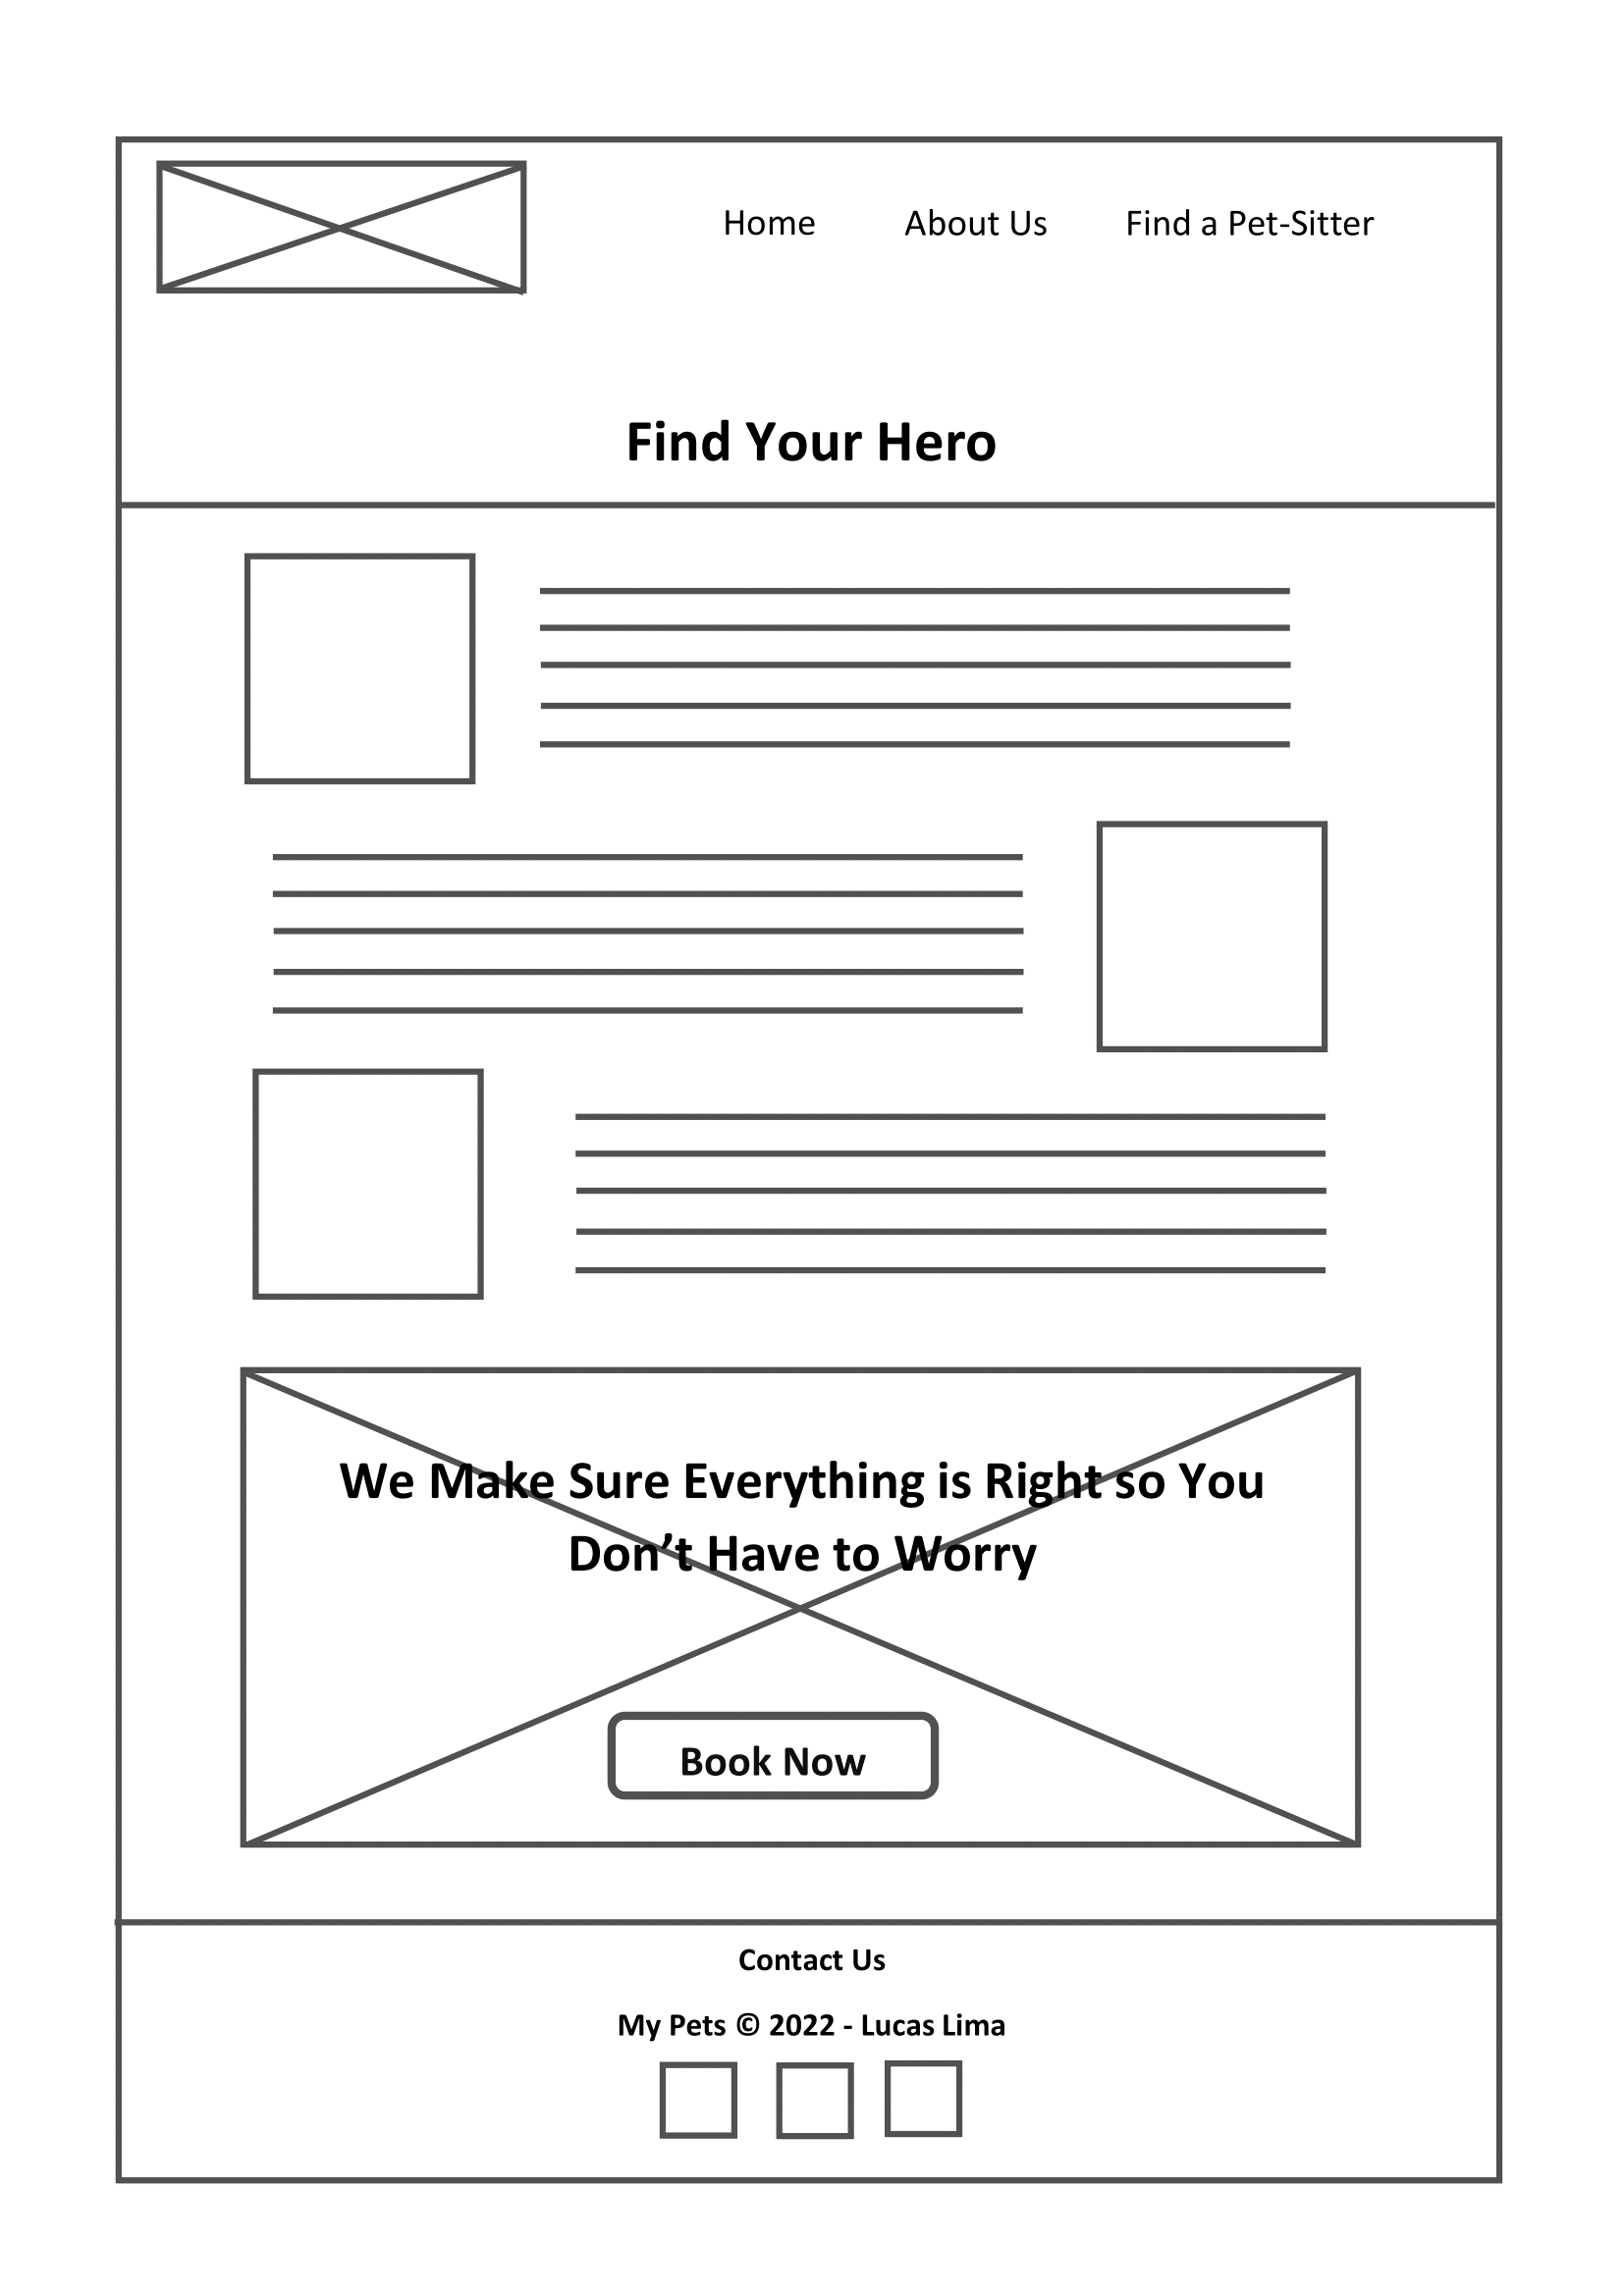 Home About Us Find a Pet-Sitter
Find Your Hero
We Make Sure Everything is Right so You
Don’t Have to Worry
Book Now
Contact Us
My Pets © 2022 - Lucas Lima